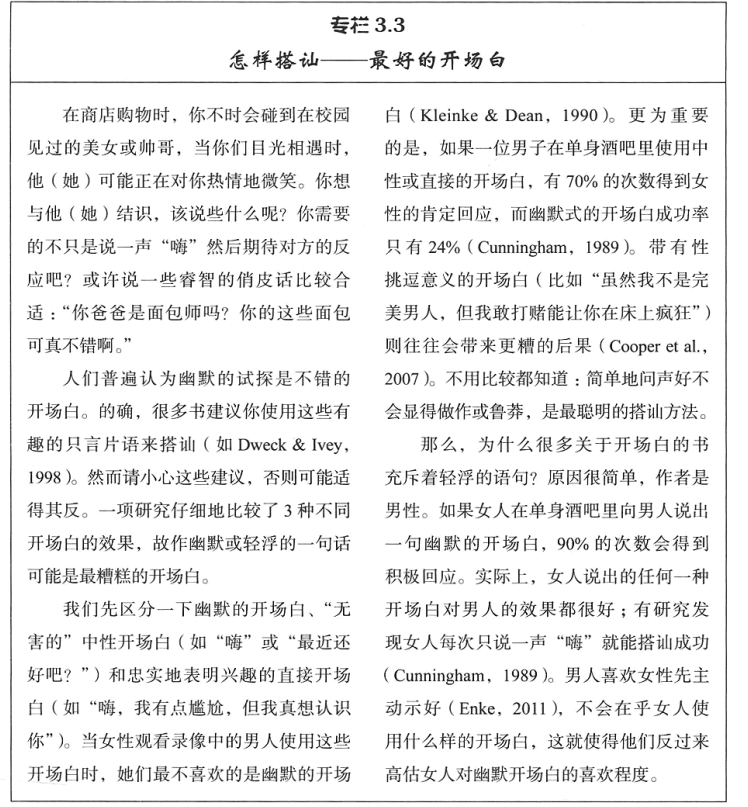 专栏 3.3
怎样搭讪——最好的开场白
在商店购物时，你不时会碰到在校园
见过的美女或帅哥，当你们目光相遇时，
他（她）可能正在对你热情地微笑。你想
与他（她）结识，该说些什么呢？你需要
的不只是说一声“嗨”然后期待对方的反
应吧？或许说一些睿智的俏皮话比较合
适：“你爸爸是面包师吗？你的这些面包
可真不错啊。”
人们普遍认为幽默的试探是不错的
开场白。的确，很多书建议你使用这些有
趣的只言片语来搭讪（如 Dweck & Ivey，
1998）。然而请小心这些建议，否则可能适
得其反。一项研究仔细地比较了 3 种不同
开场白的效果，故作幽默或轻浮的一句话
可能是最糟糕的开场白。
我们先区分一下幽默的开场白、“无
害的”中性开场白（如“嗨”或“最近还
好吧？”）和忠实地表明兴趣的直接开场
白（如“嗨，我有点尴尬，但我真想认识
你”）。当女性观看录像中的男人使用这些
开场白时，她们最不喜欢的是幽默的开场
白（Kleinke & Dean，1990）。更为重要
的是，如果一位男子在单身酒吧里使用中
性或直接的开场白，有 70% 的次数得到女
性的肯定回应，而幽默式的开场白成功率
只有 24%（Cunningham，1989）。带有性
挑逗意义的开场白（比如“虽然我不是完
美男人，但我敢打赌能让你在床上疯狂”）
则往往会带来更糟的后果（Cooper et al.，
2007）。不用比较都知道：简单地问声好不
会显得做作或鲁莽，是最聪明的搭讪方法。
那么，为什么很多关于开场白的书
充斥着轻浮的语句？原因很简单，作者是
男性。如果女人在单身酒吧里向男人说出
一句幽默的开场白，90% 的次数会得到
积极回应。实际上，女人说出的任何一种
开场白对男人的效果都很好；有研究发
现女人每次只说一声“嗨”就能搭讪成功
（Cunningham，1989）。男人喜欢女性先主
动示好（Enke，2011），不会在乎女人使
用什么样的开场白，这就使得他们反过来
高估女人对幽默开场白的喜欢程度。